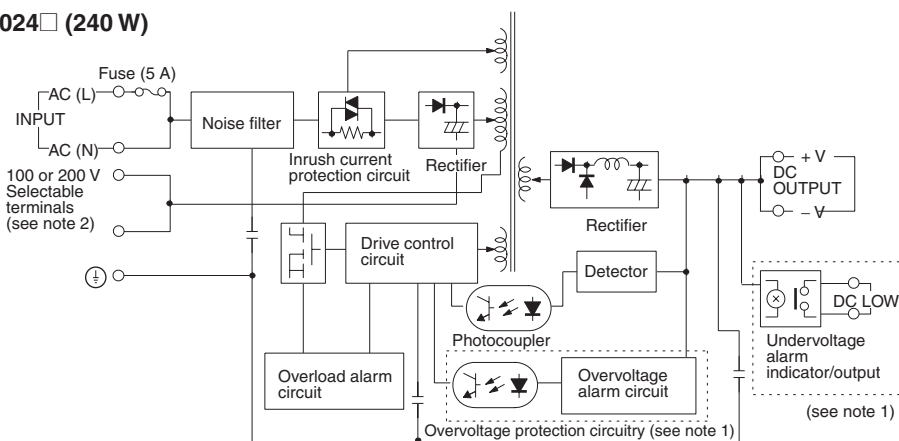 024□ (240 W)
Fuse (5 A)
AC (L)
INPUT
AC (N)
Noise filter
Inrush current
protection circuit
Rectifier
100 or 200 V
Selectable
terminals
(see note 2)
Drive control
circuit
Rectifier
+ V
DC
OUTPUT
– V
Detector
Photocoupler
DC LOW
Undervoltage
alarm
indicator/output
(see note 1)
Overload alarm
circuit
Overvoltage
alarm circuit
Overvoltage protection circuitry (see note 1)